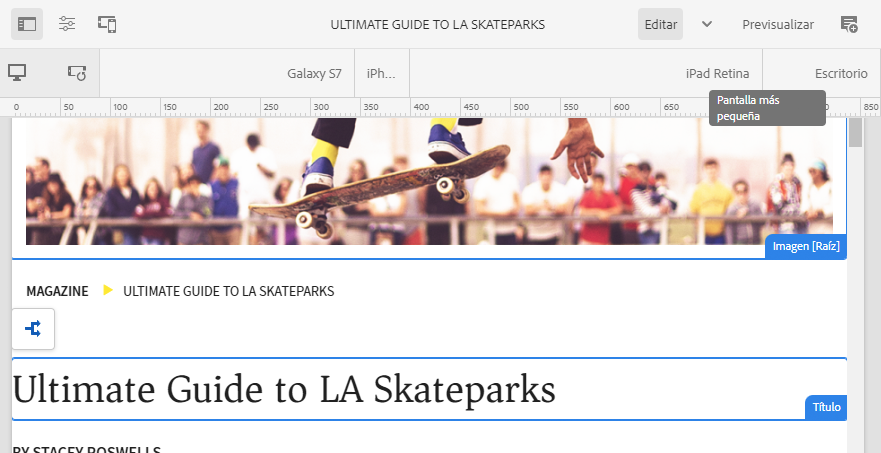 ULTIMATE GUIDE TO LA SKATEPARKS
Editar
Previsualizar
Galaxy S7
iPh...
iPad Retina
Escritorio
0 50 100 150 200 250 300 350 400 450 500 550 600 650 850
Pantalla más
pequeña
Imagen [Raíz]
MAGAZINE ULTIMATE GUIDE TO LA SKATEPARKS
Ultimate Guide to LA Skateparks
Título
BY STACEY ROSWELLS